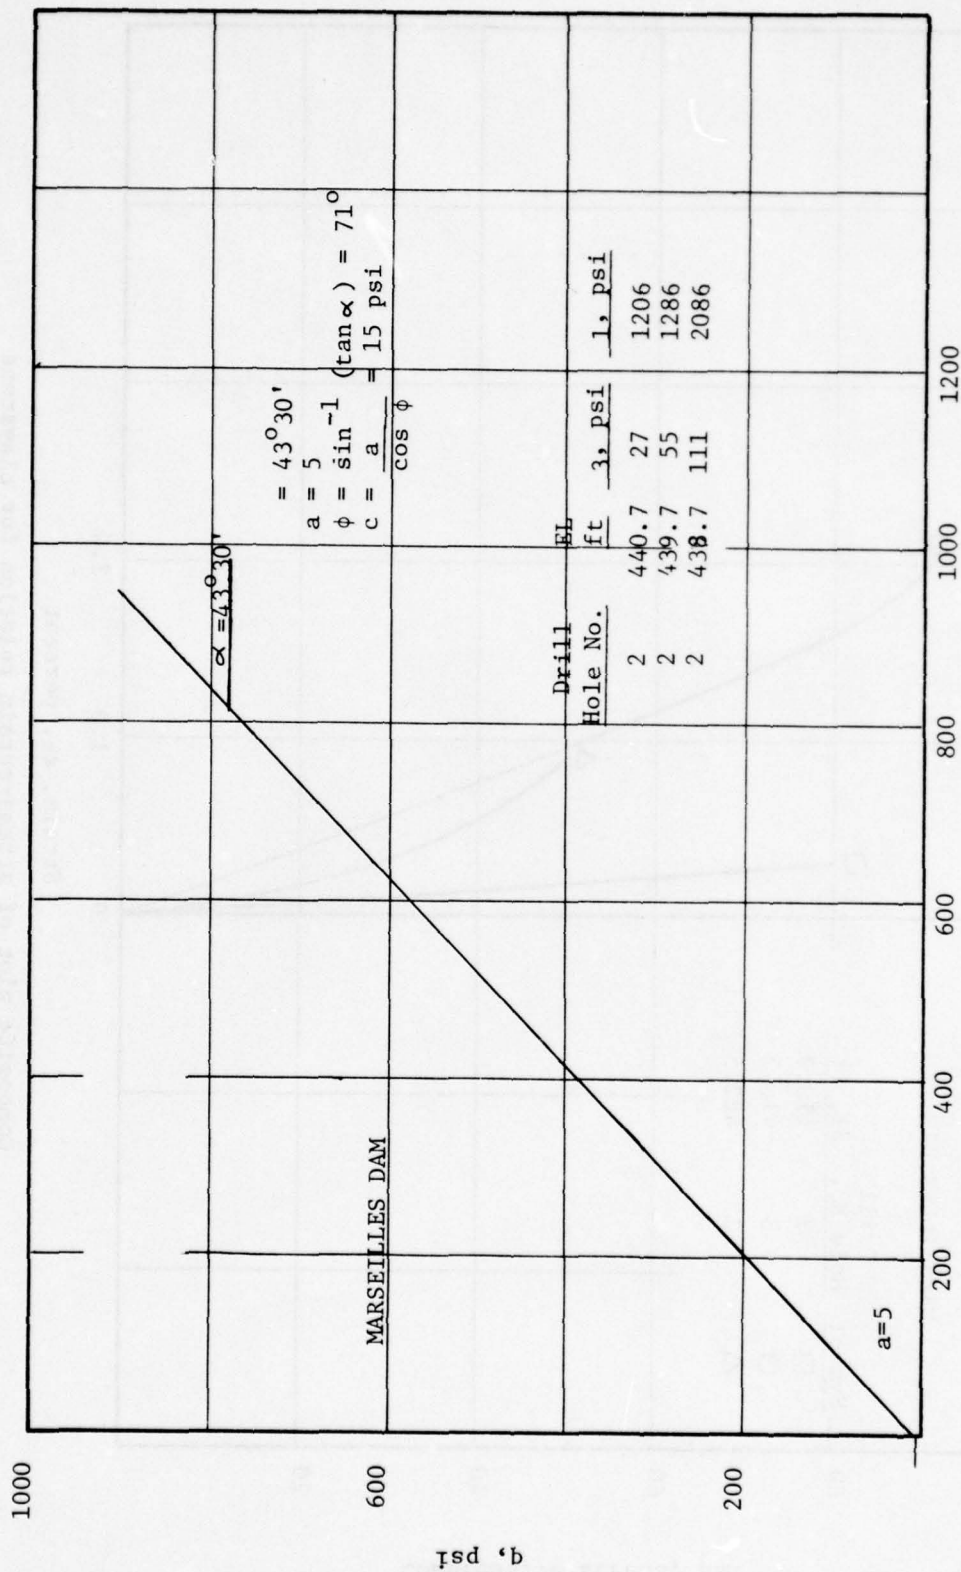 1000
600
200
q, psi
MARSEILLES DAM
α =43°30'
= 43°30'
a = 5
ϕ = sin⁻¹ (tan α) = 71°
c = a = 15 psi
cos ϕ
Drill EL
Hole No. ft 3, psi 1, psi
2 440.7 27 1206
2 439.7 55 1286
2 438.7 111 2086
a=5
200 400 600 800 1000 1200